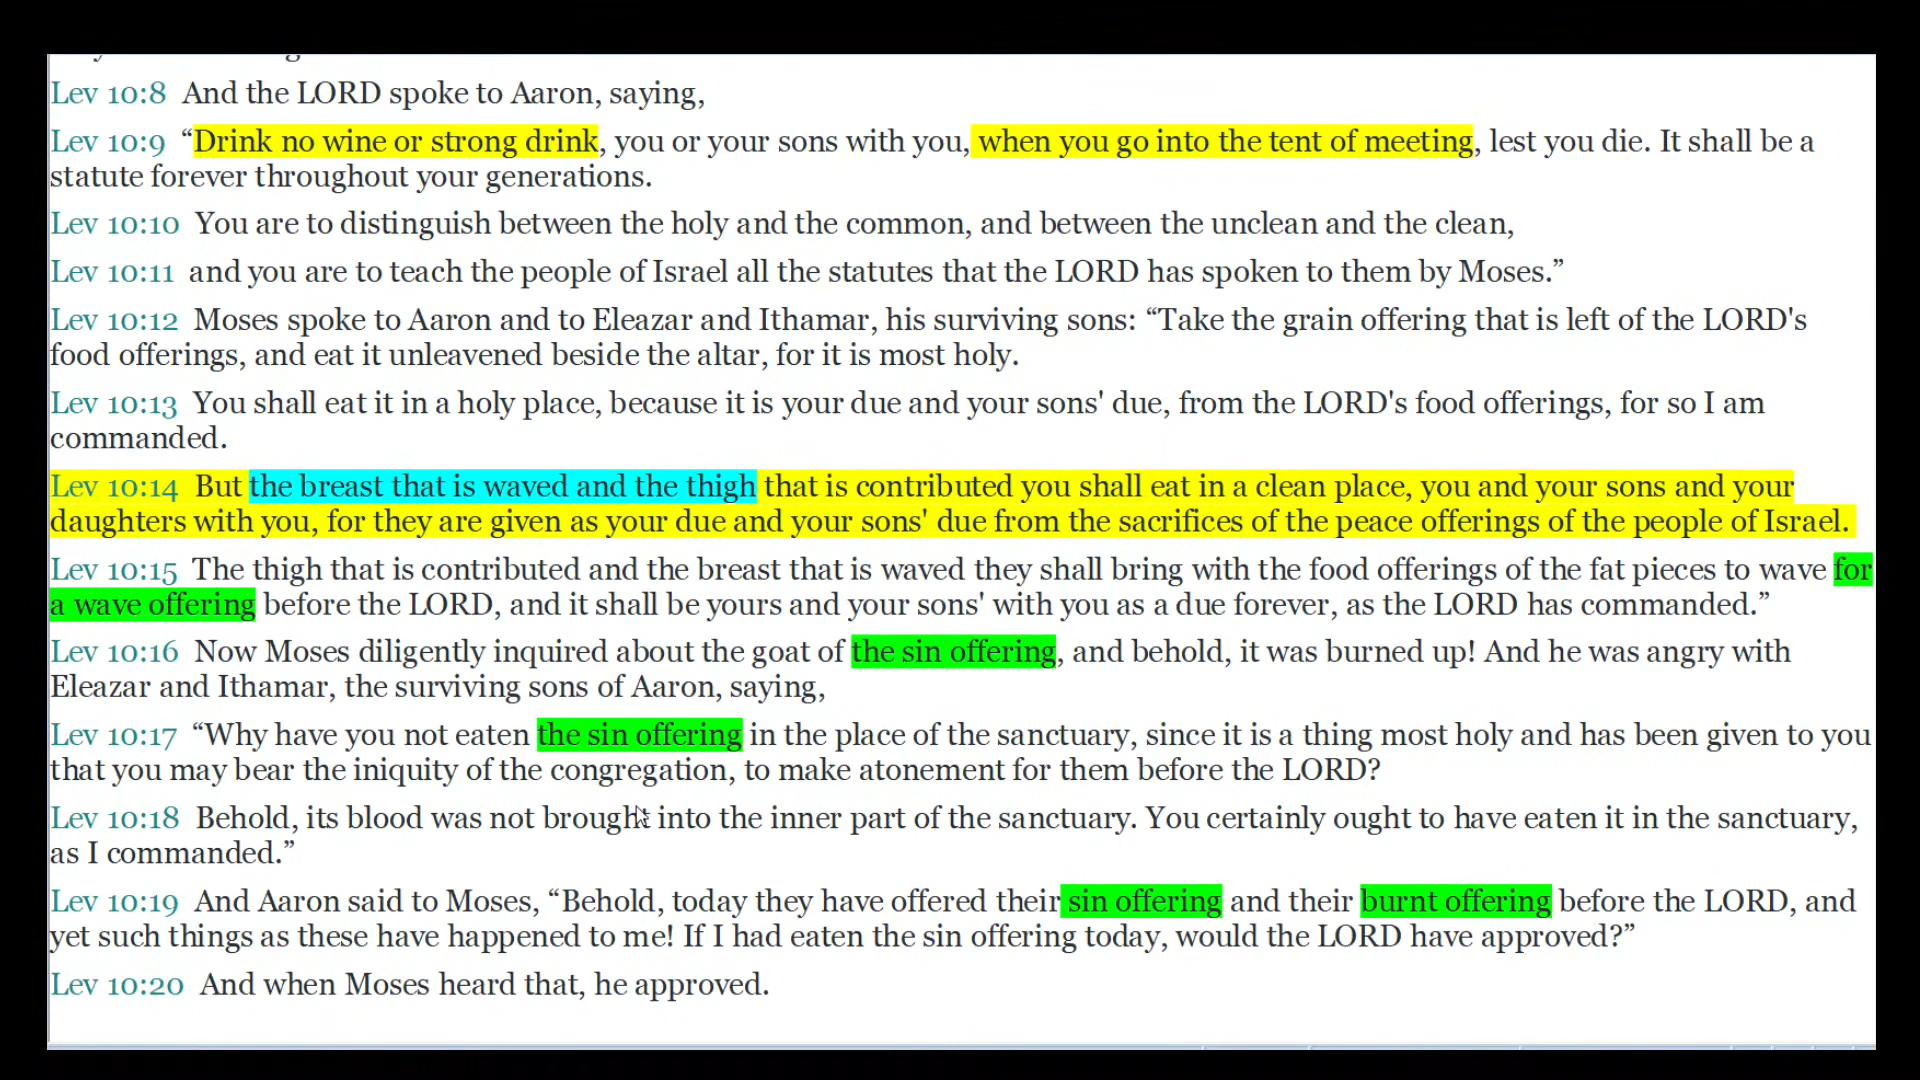 Lev 10:8 And the LORD spoke to Aaron, saying,
Lev 10:9 “Drink no wine or strong drink, you or your sons with you, when you go into the tent of meeting, lest you die. It shall be a
statute forever throughout your generations.
Lev 10:10 You are to distinguish between the holy and the common, and between the unclean and the clean,
Lev 10:11 and you are to teach the people of Israel all the statutes that the LORD has spoken to them by Moses.”
Lev 10:12 Moses spoke to Aaron and to Eleazar and Ithamar, his surviving sons: “Take the grain offering that is left of the LORD's
food offerings, and eat it unleavened beside the altar, for it is most holy.
Lev 10:13 You shall eat it in a holy place, because it is your due and your sons' due, from the LORD's food offerings, for so I am
commanded.
Lev 10:14 But the breast that is waved and the thigh that is contributed you shall eat in a clean place, you and your sons and your
daughters with you, for they are given as your due and your sons' due from the sacrifices of the peace offerings of the people of Israel.
Lev 10:15 The thigh that is contributed and the breast that is waved they shall bring with the food offerings of the fat pieces to wave for
a wave offering before the LORD, and it shall be yours and your sons' with you as a due forever, as the LORD has commanded.”
Lev 10:16 Now Moses diligently inquired about the goat of the sin offering, and behold, it was burned up! And he was angry with
Eleazar and Ithamar, the surviving sons of Aaron, saying,
Lev 10:17 “Why have you not eaten the sin offering in the place of the sanctuary, since it is a thing most holy and has been given to you
that you may bear the iniquity of the congregation, to make atonement for them before the LORD?
Lev 10:18 Behold, its blood was not brought into the inner part of the sanctuary. You certainly ought to have eaten it in the sanctuary,
as I commanded.”
Lev 10:19 And Aaron said to Moses, “Behold, today they have offered their sin offering and their burnt offering before the LORD, and
yet such things as these have happened to me! If I had eaten the sin offering today, would the LORD have approved?”
Lev 10:20 And when Moses heard that, he approved.